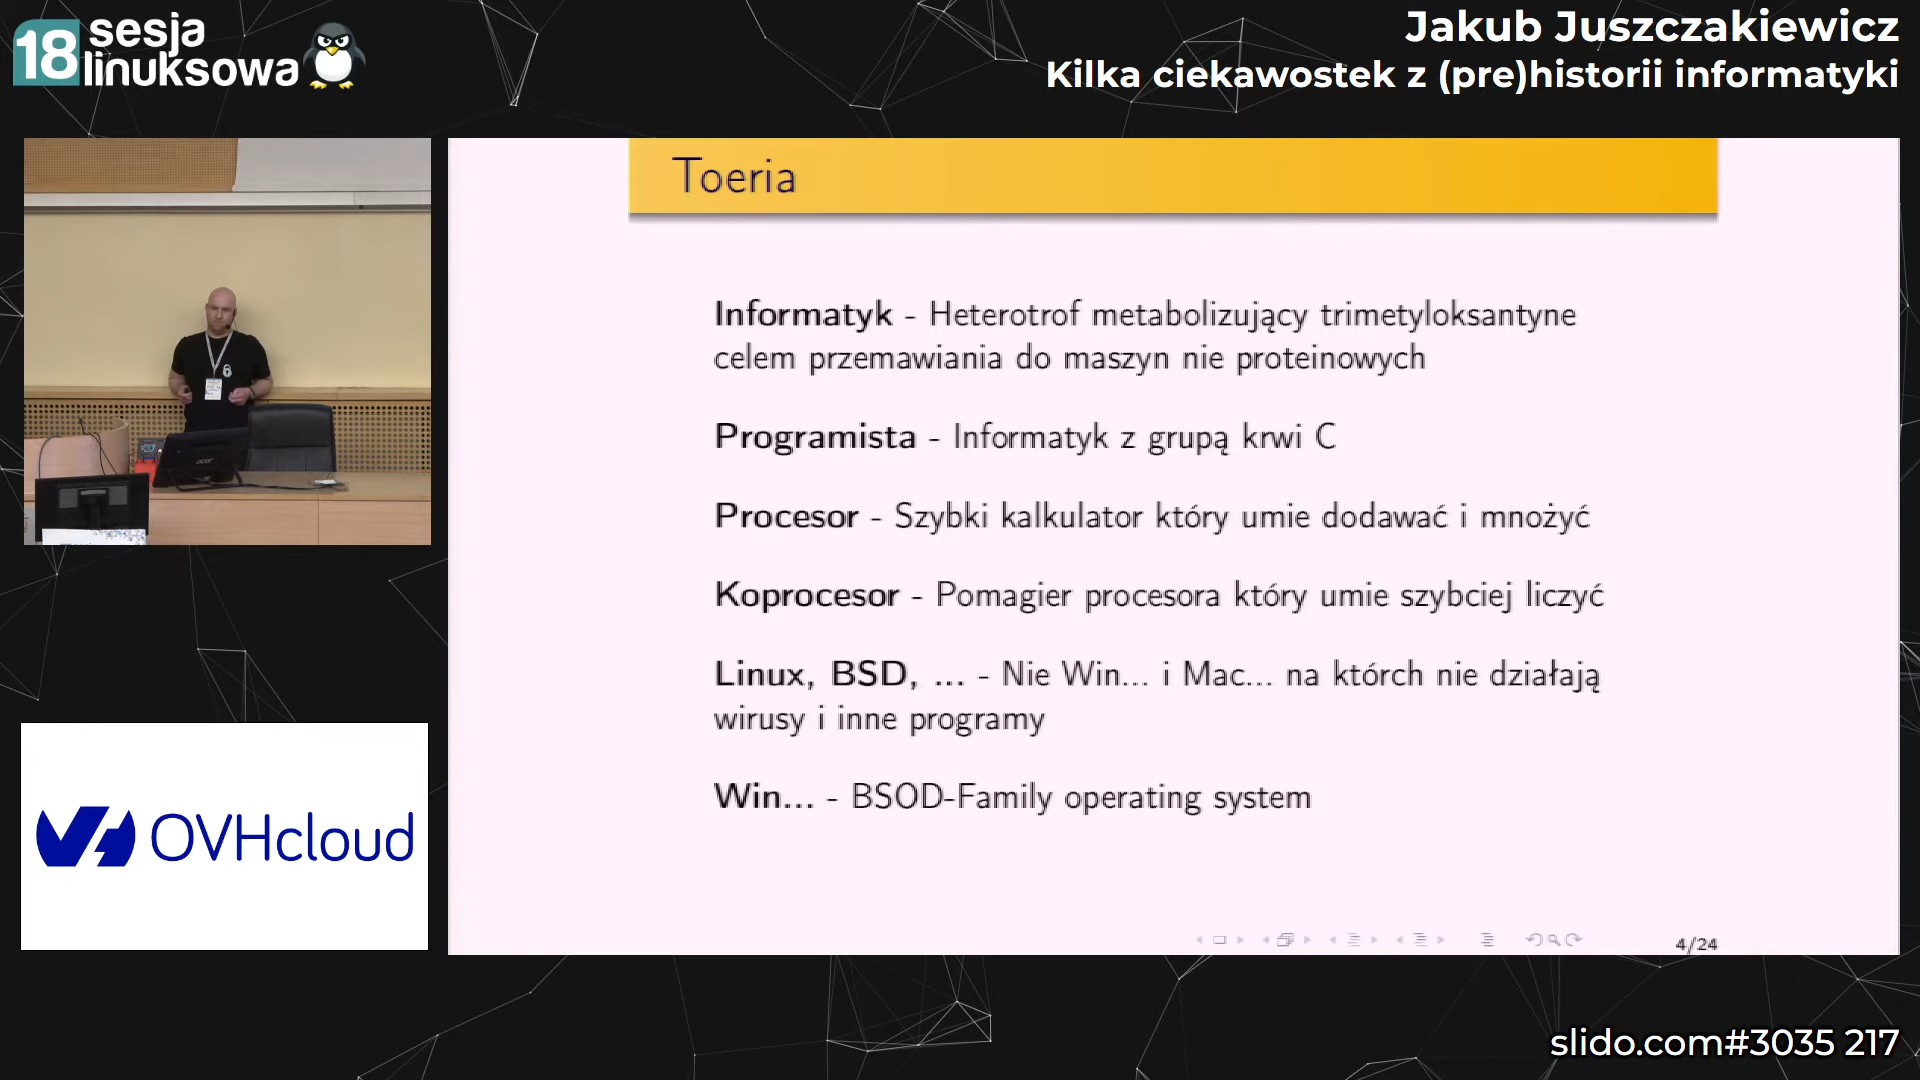 18 sesja linuksowa
Jakub Juszczakiewicz
Kilka ciekawostek z (pre)historii informatyki
Toeria
Informatyk - Heterotrof metabolizujący trimetyloksantyne
celem przemawiania do maszyn nie proteinowych
Programista - Informatyk z grupą krwi C
Procesor - Szybki kalkulator który umie dodawać i mnożyć
Koprocesor - Pomagier procesora który umie szybciej liczyć
Linux, BSD, ... - Nie Win... i Mac... na którch nie działają
wirusy i inne programy
Win... - BSOD-Family operating system
4/24
acer
OVHcloud
slido.com#3035 217